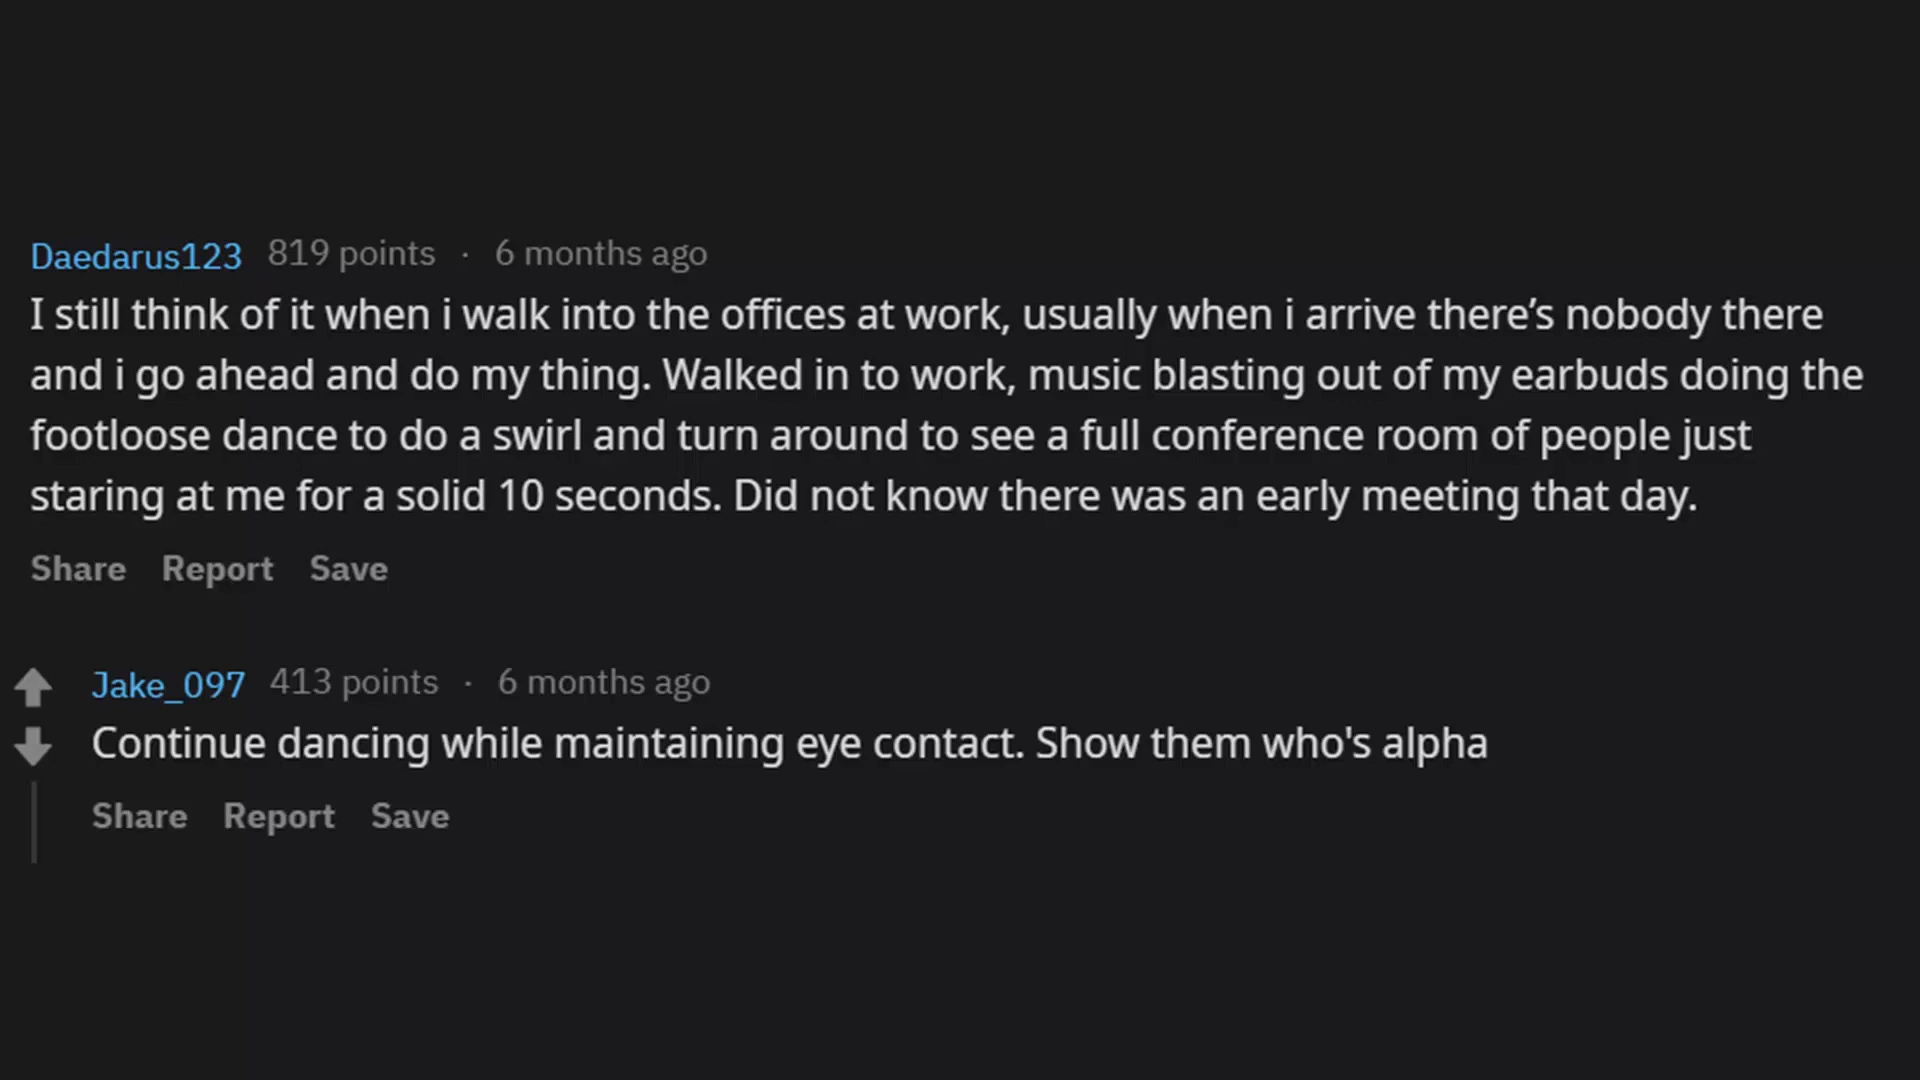 Daedarus123 819 points · 6 months ago
I still think of it when i walk into the offices at work, usually when i arrive there’s nobody there
and i go ahead and do my thing. Walked in to work, music blasting out of my earbuds doing the
footloose dance to do a swirl and turn around to see a full conference room of people just
staring at me for a solid 10 seconds. Did not know there was an early meeting that day.
Share Report Save
Jake_097 413 points · 6 months ago
Continue dancing while maintaining eye contact. Show them who's alpha
Share Report Save